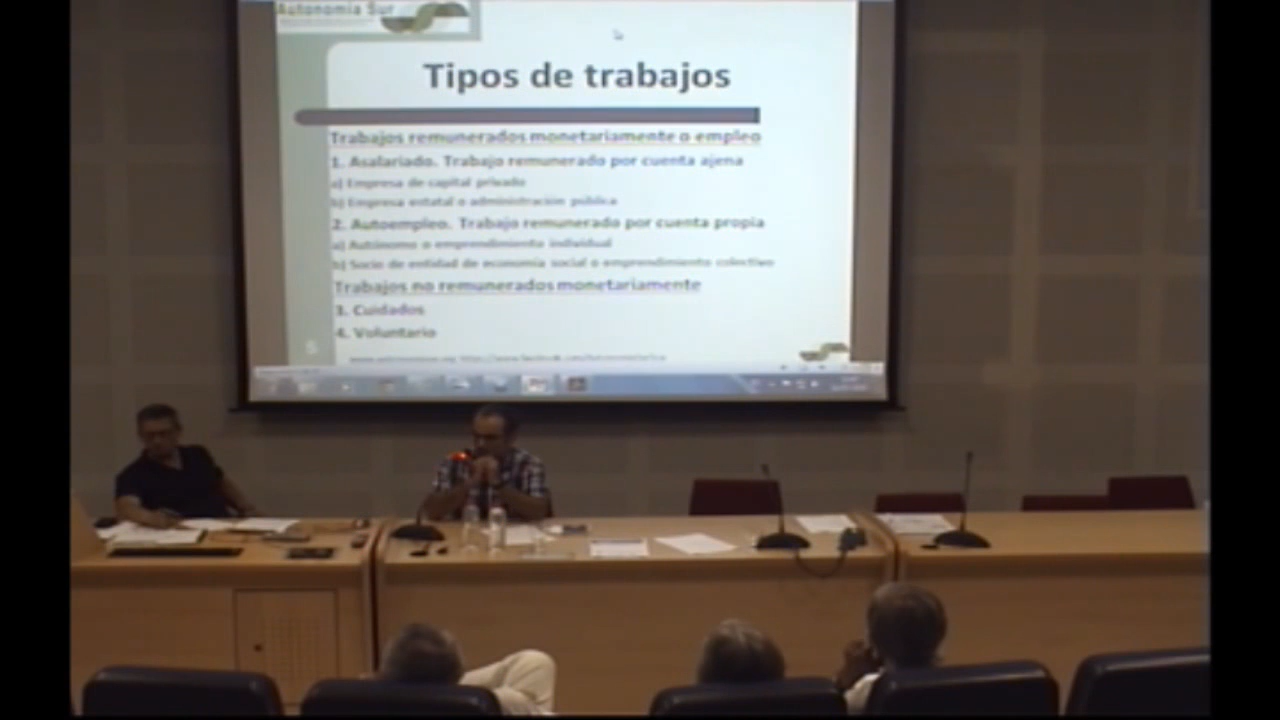 Autonomía Sur
Tipos de trabajos
Trabajos remunerados monetariamente o empleo
1. Asalariado. Trabajo remunerado por cuenta ajena
a) Empresa de capital privado
b) Empresa estatal o administración pública
2. Autoempleo. Trabajo remunerado por cuenta propia
a) Autónomo o emprendimiento individual
b) Socio de entidad de economía social o emprendimiento colectivo
Trabajos no remunerados monetariamente
3. Cuidados
4. Voluntario
5